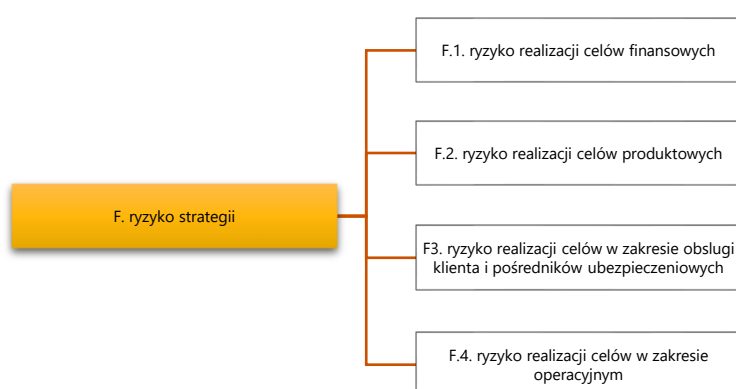 F.1. ryzyko realizacji celów finansowych
F.2. ryzyko realizacji celów produktowych
F. ryzyko strategii
F3. ryzyko realizacji celów w zakresie obslugi
klienta i pośredników ubezpieczeniowych
F.4. ryzyko realizacji celów w zakresie
operacyjnym